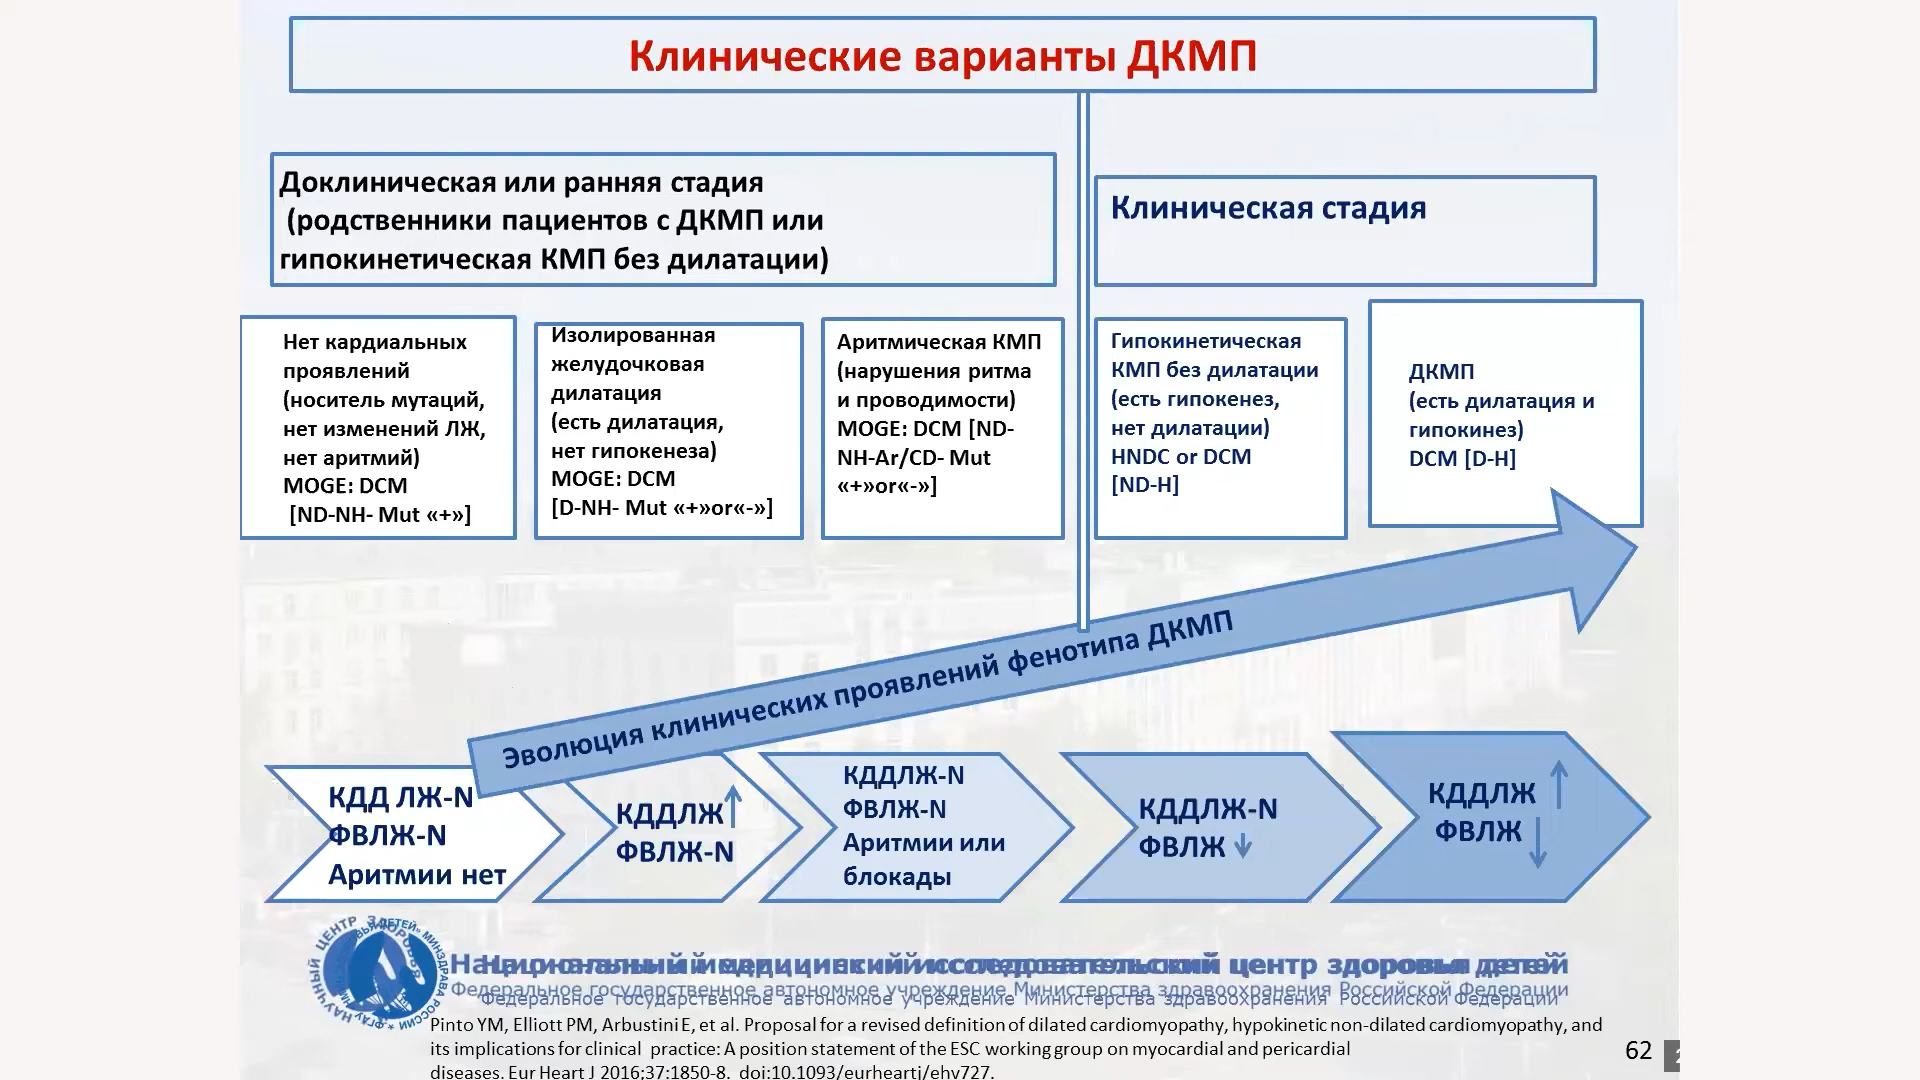 Клинические варианты ДКМП
Доклиническая или ранняя стадия
(родственники пациентов с ДКМП или
гипокинетическая КМП без дилатации)
Клиническая стадия
Нет кардиальных
проявлений
(носитель мутаций,
нет изменений ЛЖ,
нет аритмий)
MOGE: DCM
[ND-NH- Mut «+»]
Изолированная
желудочковая
дилатация
(есть дилатация,
нет гипокенеза)
MOGE: DCM
[D-NH- Mut «+»or«-»]
Аритмическая КМП
(нарушения ритма
и проводимости)
MOGE: DCM [ND-
NH-Ar/CD- Mut
«+»or«-»]
Гипокинетическая
КМП без дилатации
(есть гипокенез,
нет дилатации)
HNDC or DCM
[ND-H]
ДКМП
(есть дилатация и
гипокинез)
DCM [D-H]
Эволюция клинических проявлений фенотипа ДКМП
КДД ЛЖ-N
ФВЛЖ-N
Аритмии нет
КДДЛЖ↑
ФВЛЖ-N
КДДЛЖ-N
ФВЛЖ-N
Аритмии или
блокады
КДДЛЖ-N
ФВЛЖ ↓
КДДЛЖ ↑
ФВЛЖ ↓
Национальный медицинский исследовательский центр здоровья детей
Федеральное государственное автономное учреждение Министерства здравоохранения Российской Федерации
Pinto YM, Elliott PM, Arbustini E, et al. Proposal for a revised definition of dilated cardiomyopathy, hypokinetic non-dilated cardiomyopathy, and
its implications for clinical practice: A position statement of the ESC working group on myocardial and pericardial
diseases. Eur Heart J 2016;37:1850-8. doi:10.1093/eurheartj/ehv727.
62